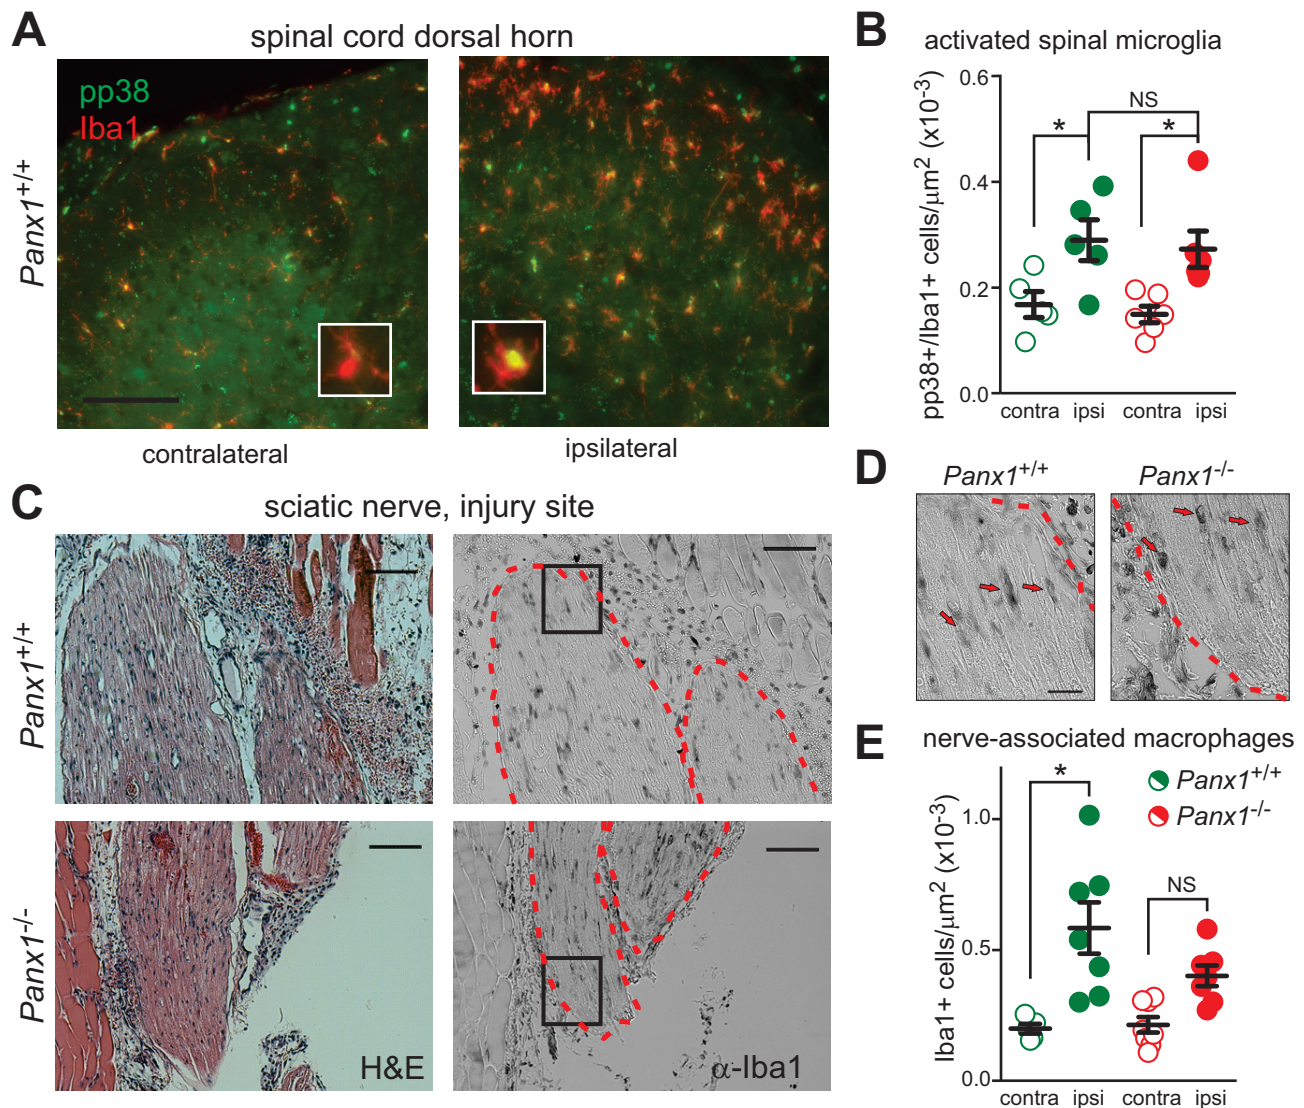 A
spinal cord dorsal horn
pp38
Iba1
Panx1+/+
contralateral
ipsilateral
B
activated spinal microglia
pp38+/Iba1+ cells/μm2 (x10-3)
0.6
0.4
0.2
0.0
NS
* *
contra ipsi contra ipsi
C
sciatic nerve, injury site
Panx1+/+
Panx1-/-
H&E
α-Iba1
D
Panx1+/+ Panx1-/-
E
nerve-associated macrophages
Iba1+ cells/μm2 (x10-3)
1.0
0.5
0.0
*
NS
Panx1+/+
Panx1-/-
contra ipsi contra ipsi